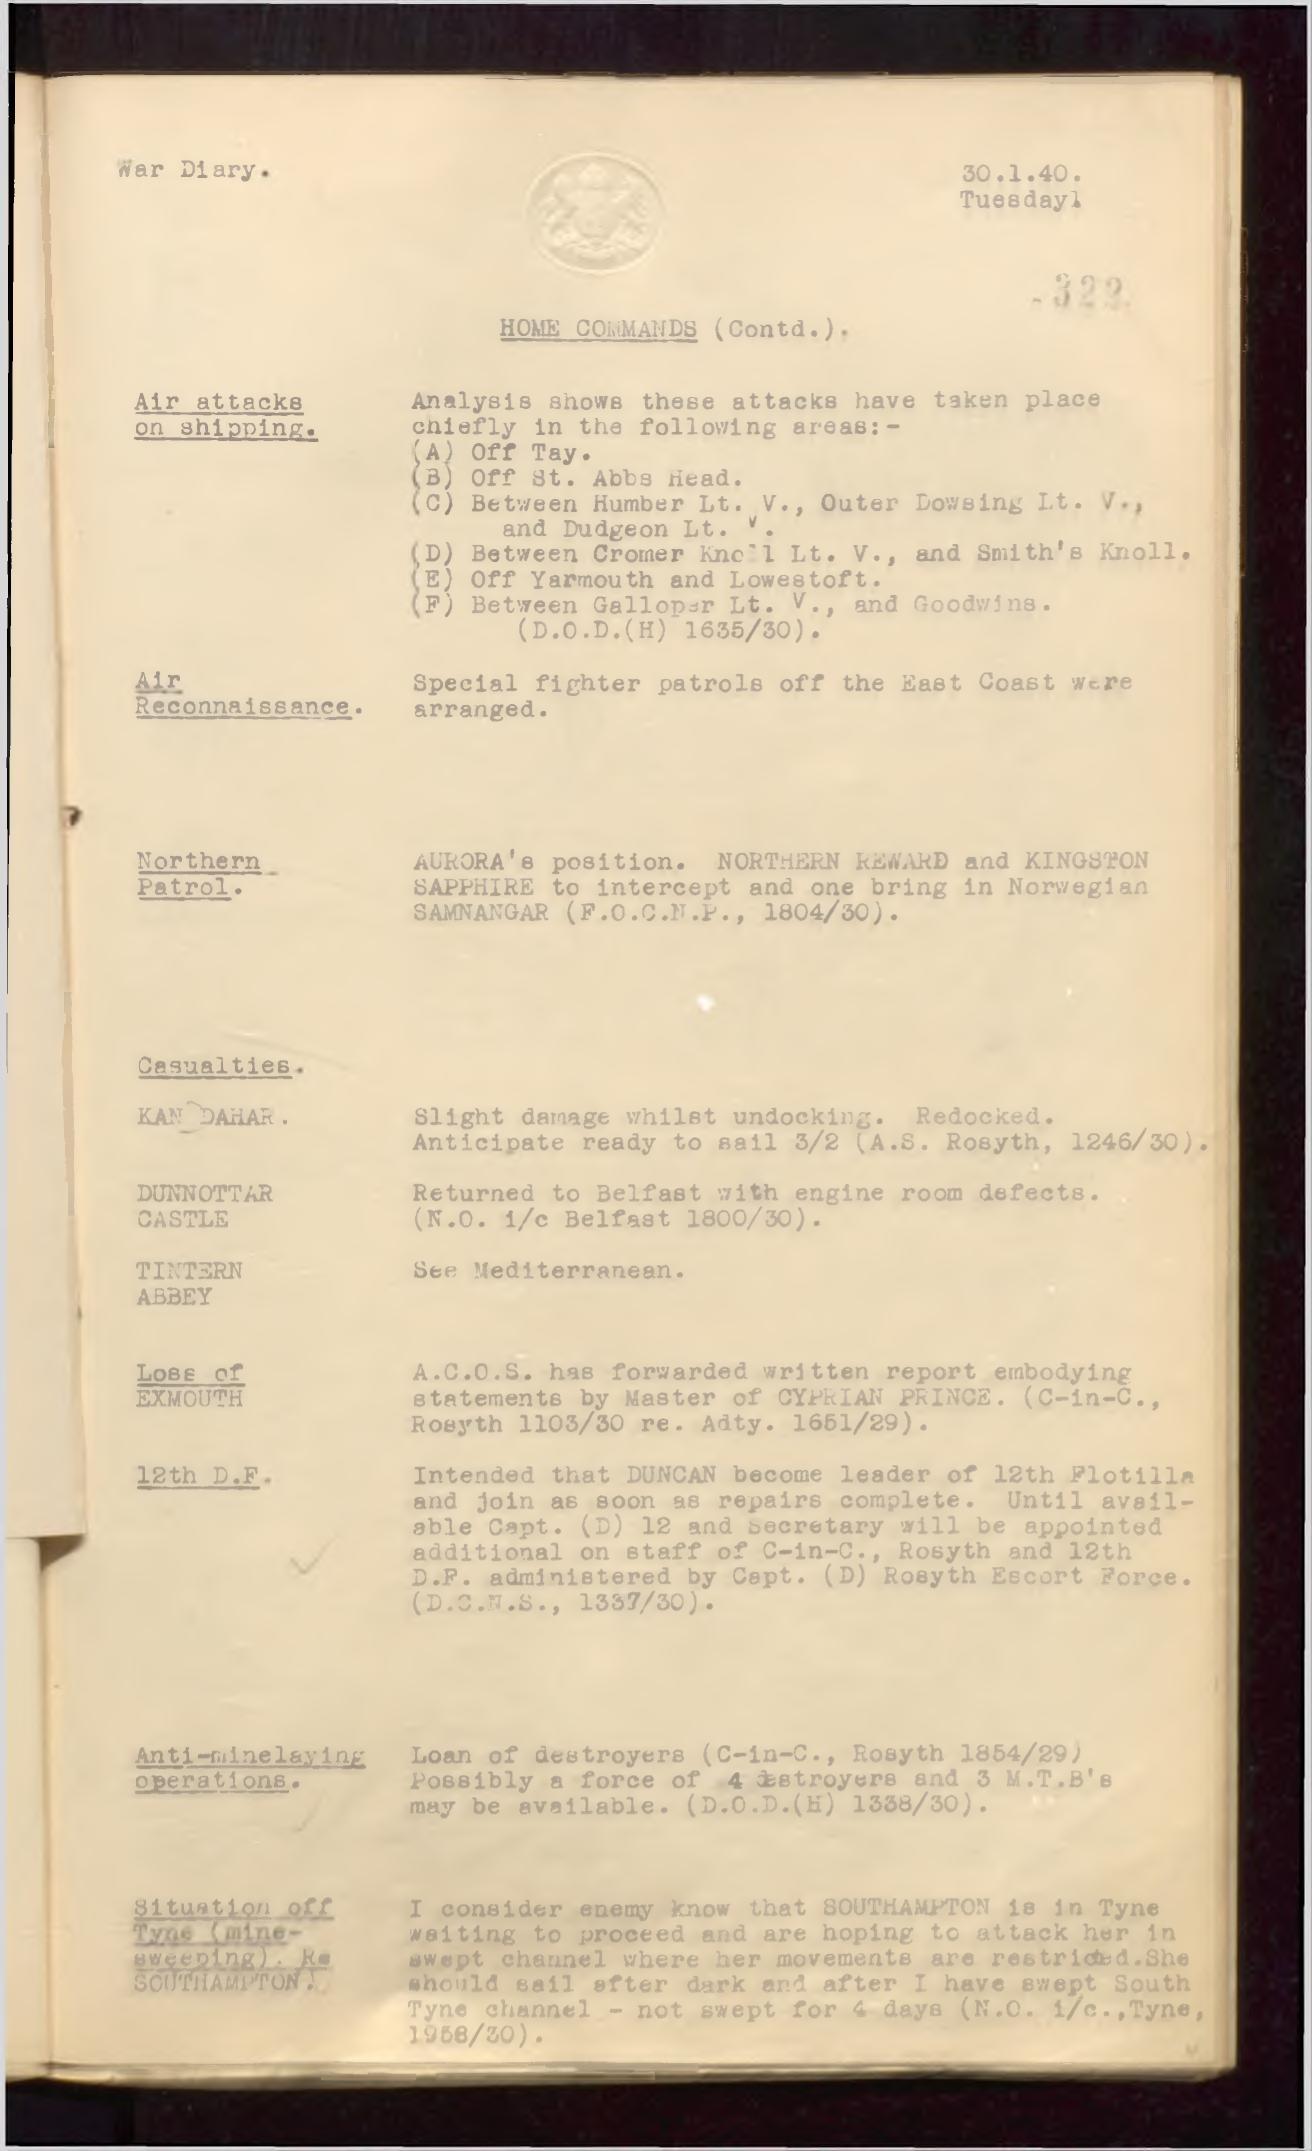 War Diary.
30.1.40.
Tuesday.
322.
HOME COMMANDS (Contd.).
Air attacks
on shipping.
Analysis shows these attacks have taken place
chiefly in the following areas:-
(A) Off Tay.
(B) Off St. Abbs Head.
(C) Between Humber Lt. V., Outer Dowsing Lt. V.,
and Dudgeon Lt. V.
(D) Between Cromer Knoll Lt. V., and Smith's Knoll.
(E) Off Yarmouth and Lowestoft.
(F) Between Galloper Lt. V., and Goodwins.
(D.O.D.(H) 1635/30).
Air
Reconnaissance.
Special fighter patrols off the East Coast were
arranged.
Northern
Patrol.
AURORA's position. NORTHERN REWARD and KINGSTON
SAPPHIRE to intercept and one bring in Norwegian
SAMNANGAR (F.O.C.N.P., 1804/30).
Casualties.
KANDAHAR.
Slight damage whilst undocking. Redocked.
Anticipate ready to sail 3/2 (A.S. Rosyth, 1246/30).
DUNNOTTAR
CASTLE
Returned to Belfast with engine room defects.
(N.O. i/c Belfast 1800/30).
TINTERN
ABBEY
See Mediterranean.
Loss of
EXMOUTH
A.C.O.S. has forwarded written report embodying
statements by Master of CYPRIAN PRINCE. (C-in-C.,
Rosyth 1103/30 re. Adty. 1651/29).
12th D.F.
Intended that DUNCAN become leader of 12th Flotilla
and join as soon as repairs complete. Until avail-
able Capt. (D) 12 and Secretary will be appointed
additional on staff of C-in-C., Rosyth and 12th
D.F. administered by Capt. (D) Rosyth Escort Force.
(D.C.N.S., 1337/30).
Anti-minelaying
operations.
Loan of destroyers (C-in-C., Rosyth 1854/29)
Possibly a force of 4 destroyers and 3 M.T.B's
may be available. (D.O.D.(H) 1338/30).
Situation off
Tyne (mine-
sweeping). Re
SOUTHAMPTON.
I consider enemy know that SOUTHAMPTON is in Tyne
waiting to proceed and are hoping to attack her in
swept channel where her movements are restricted.She
should sail after dark and after I have swept South
Tyne channel - not swept for 4 days (N.O. i/c.,Tyne,
1958/30).